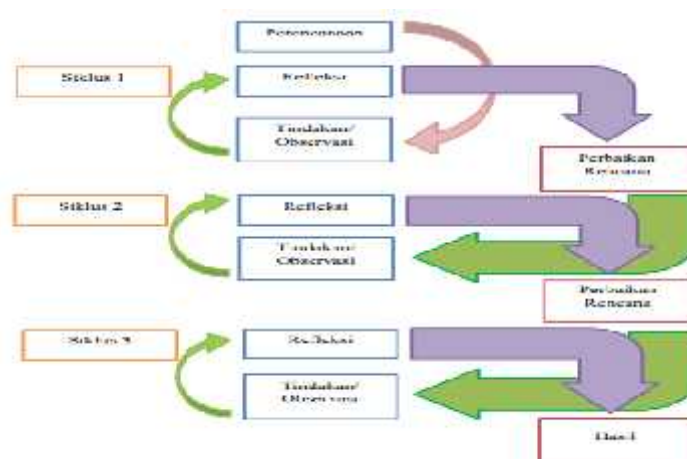 Perencanaan
Siklus 1
Refleksi
Tindakan/
Observasi
Perbaikan
Rencana
Siklus 2
Refleksi
Tindakan/
Observasi
Perbaikan
Rencana
Siklus 3
Refleksi
Tindakan/
Observasi
Hasil